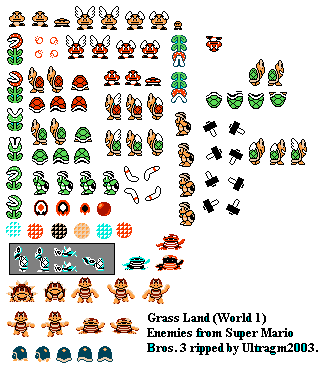 Grass Land (World 1)
Enemies from Super Mario
Bros. 3 ripped by Ultragm2003.